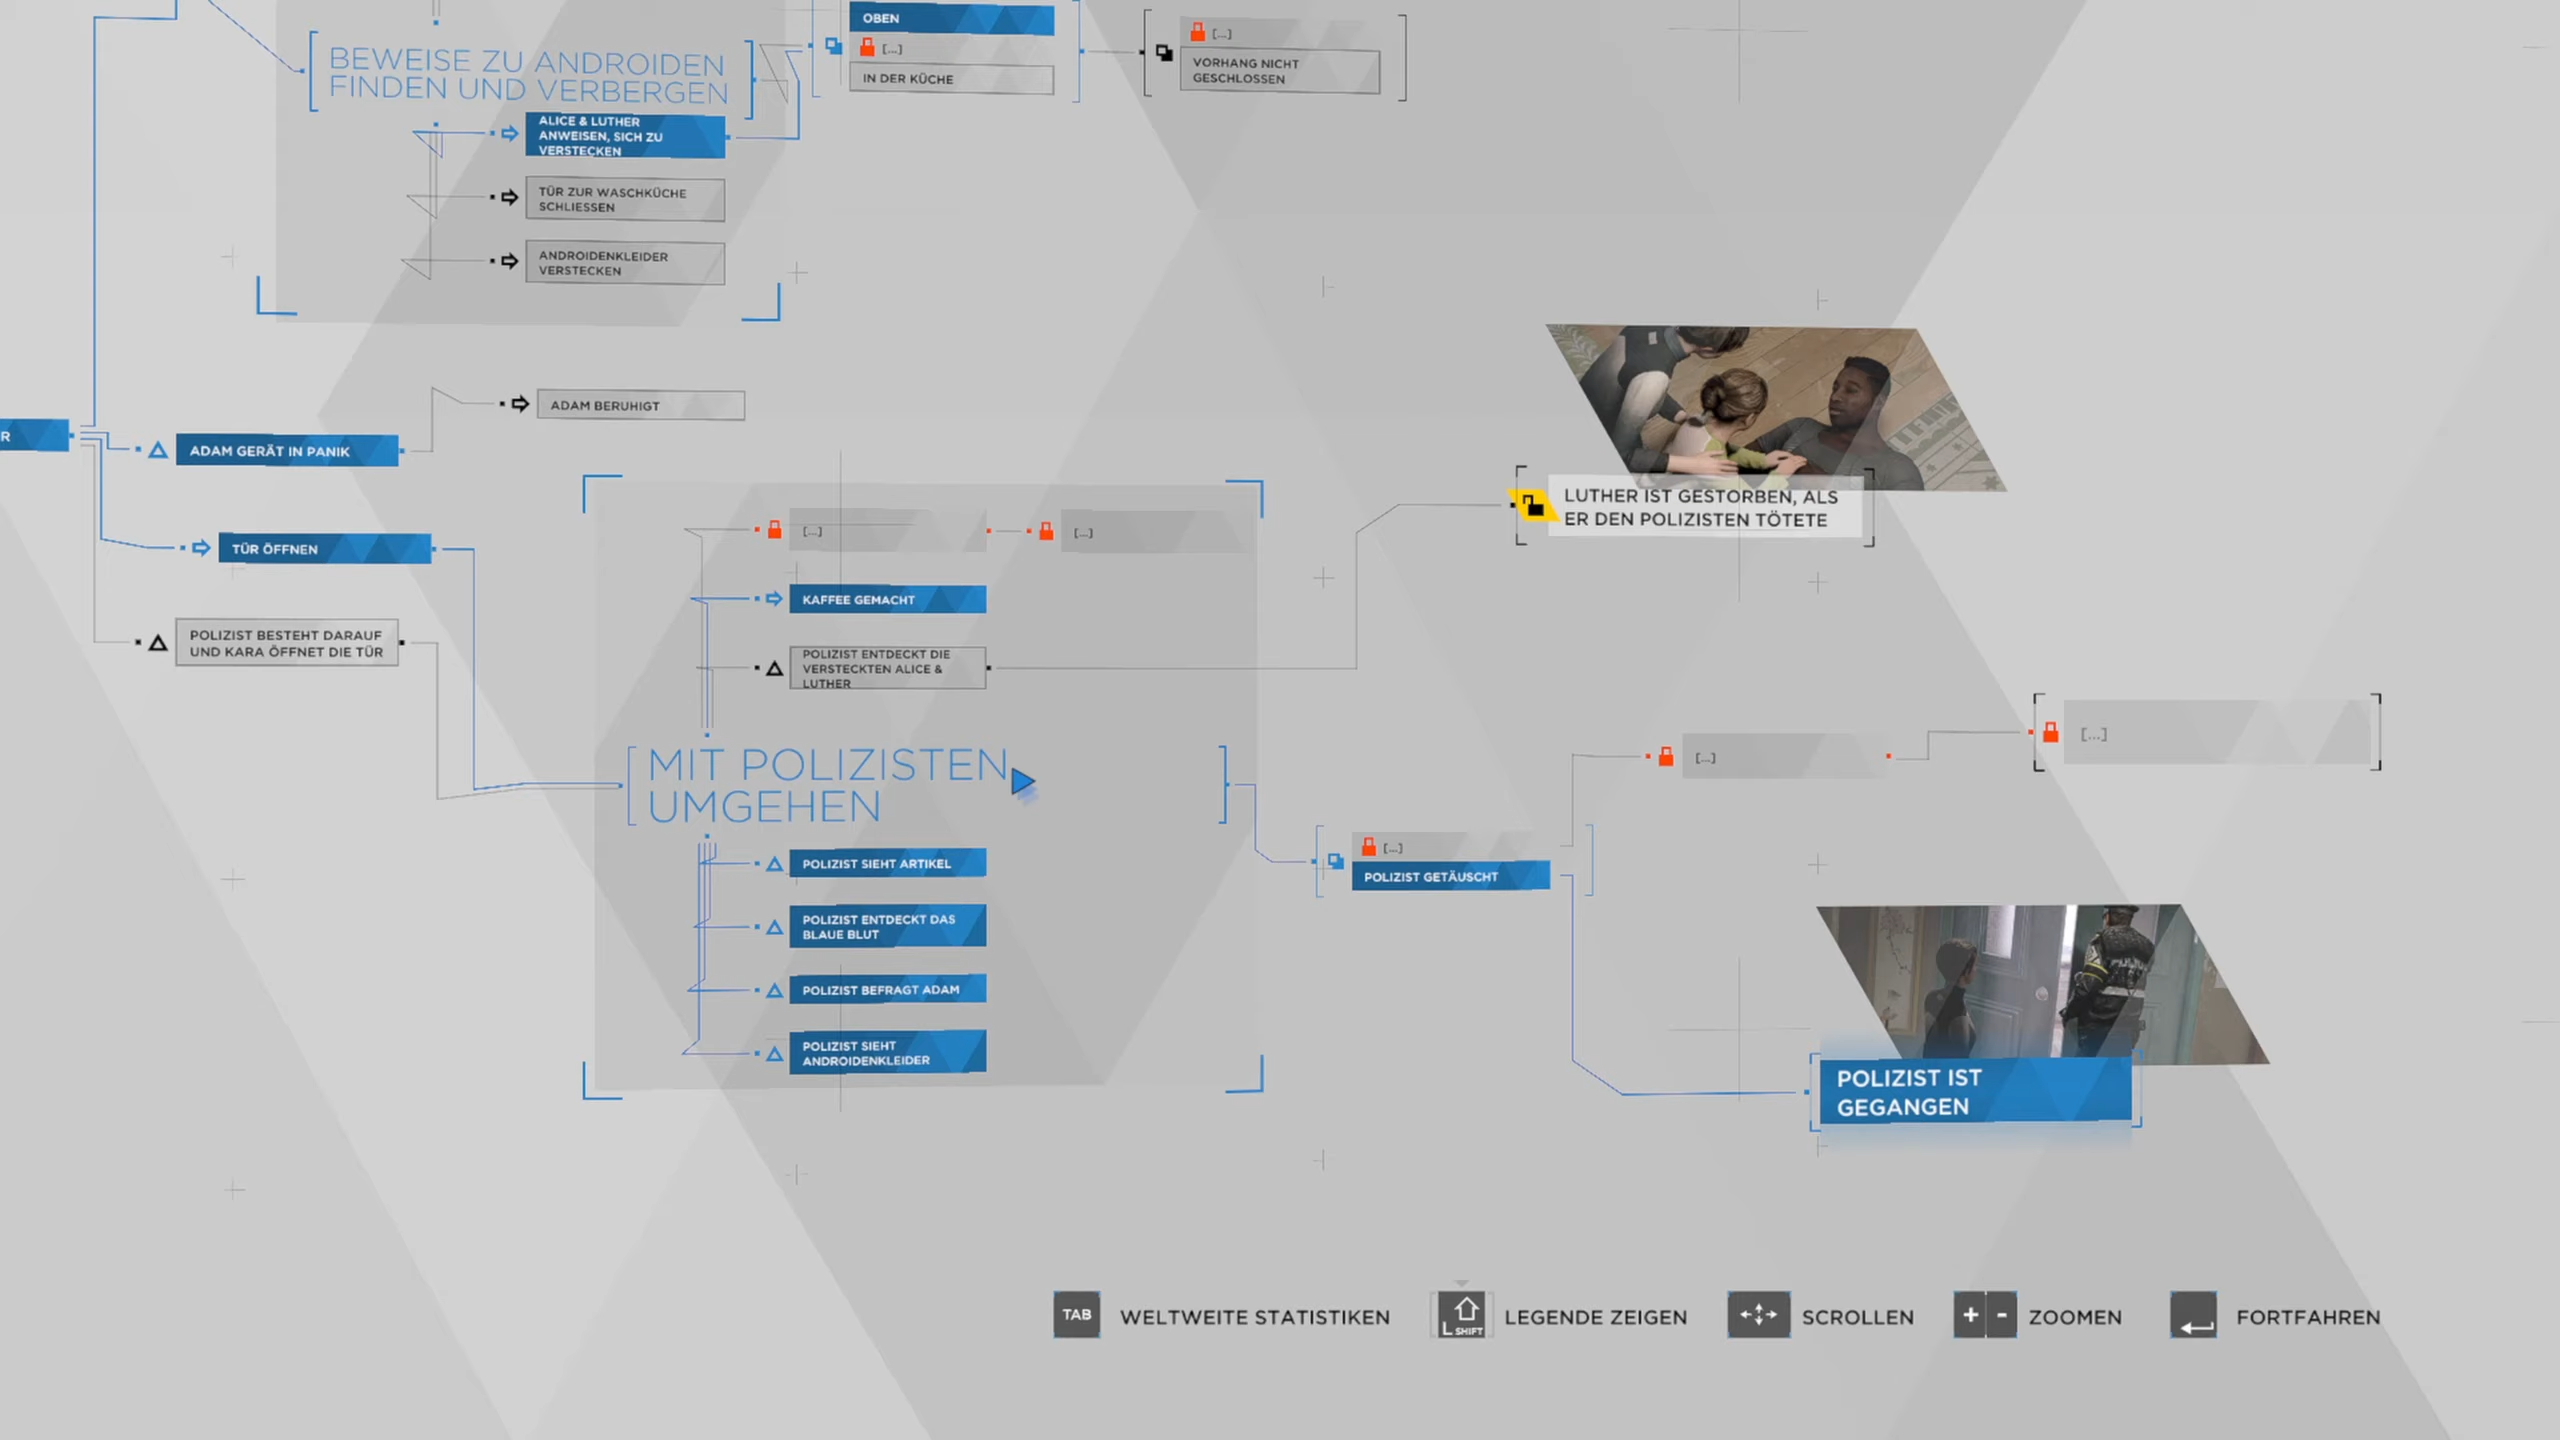 OBEN
[...]
IN DER KÜCHE
[...]
VORHANG NICHT
GESCHLOSSEN
BEWEISE ZU ANDROIDEN
FINDEN UND VERBERGEN
ALICE & LUTHER
ANWEISEN, SICH ZU
VERSTECKEN
TÜR ZUR WASCHKÜCHE
SCHLIESSEN
ANDROIDENKLEIDER
VERSTECKEN
ADAM BERUHIGT
R
ADAM GERÄT IN PANIK
TÜR ÖFFNEN
POLIZIST BESTEHT DARAUF
UND KARA ÖFFNET DIE TÜR
[...]
[...]
KAFFEE GEMACHT
POLIZIST ENTDECKT DIE
VERSTECKTEN ALICE &
LUTHER
LUTHER IST GESTORBEN, ALS
ER DEN POLIZISTEN TÖTETE
MIT POLIZISTEN
UMGEHEN
POLIZIST SIEHT ARTIKEL
POLIZIST ENTDECKT DAS
BLAUE BLUT
POLIZIST BEFRAGT ADAM
POLIZIST SIEHT
ANDROIDENKLEIDER
[...]
POLIZIST GETÄUSCHT
[...]
[...]
POLIZIST IST
GEGANGEN
TAB WELTWEITE STATISTIKEN
L SHIFT LEGENDE ZEIGEN
SCROLLEN
+ - ZOOMEN
FORTFAHREN